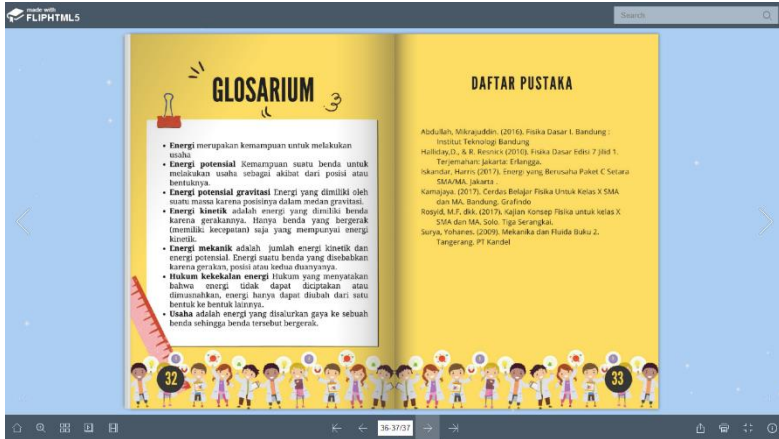 made with
FLIPHTML5
Search
GLOSARIUM
• Energi merupakan kemampuan untuk melakukan
usaha
• Energi potensial Kemampuan suatu benda untuk
melakukan usaha sebagai akibat dari posisi atau
bentuknya.
• Energi potensial gravitasi Energi yang dimiliki oleh
suatu massa karena posisinya dalam medan gravitasi.
• Energi kinetik adalah energi yang dimiliki benda
karena gerakannya. Hanya benda yang bergerak
(memiliki kecepatan) saja yang mempunyai energi
kinetik.
• Energi mekanik adalah jumlah energi kinetik dan
energi potensial. Energi suatu benda yang disebabkan
karena gerakan, posisi atau kedua duanyanya.
• Hukum kekekalan energi Hukum yang menyatakan
bahwa energi tidak dapat diciptakan atau
dimusnahkan, energi hanya dapat diubah dari satu
bentuk ke bentuk lainnya.
• Usaha adalah energi yang disalurkan gaya ke sebuah
benda sehingga benda tersebut bergerak.
32
DAFTAR PUSTAKA
Abdullah, Mikrajuddin. (2016). Fisika Dasar I. Bandung :
Institut Teknologi Bandung
Halliday,D., & R. Resnick (2010). Fisika Dasar Edisi 7 Jilid 1.
Terjemahan: Jakarta: Erlangga.
Iskandar, Harris (2017). Energi yang Berusaha Paket C Setara
SMA/MA. Jakarta .
Kamajaya. (2017). Cerdas Belajar Fisika Untuk Kelas X SMA
dan MA. Bandung. Grafindo
Rosyid, M.F, dkk. (2017). Kajian Konsep Fisika untuk kelas X
SMA dan MA. Solo. Tiga Serangkai.
Surya, Yohanes. (2009). Mekanika dan Fluida Buku 2.
Tangerang. PT Kandel
33
36-37/37